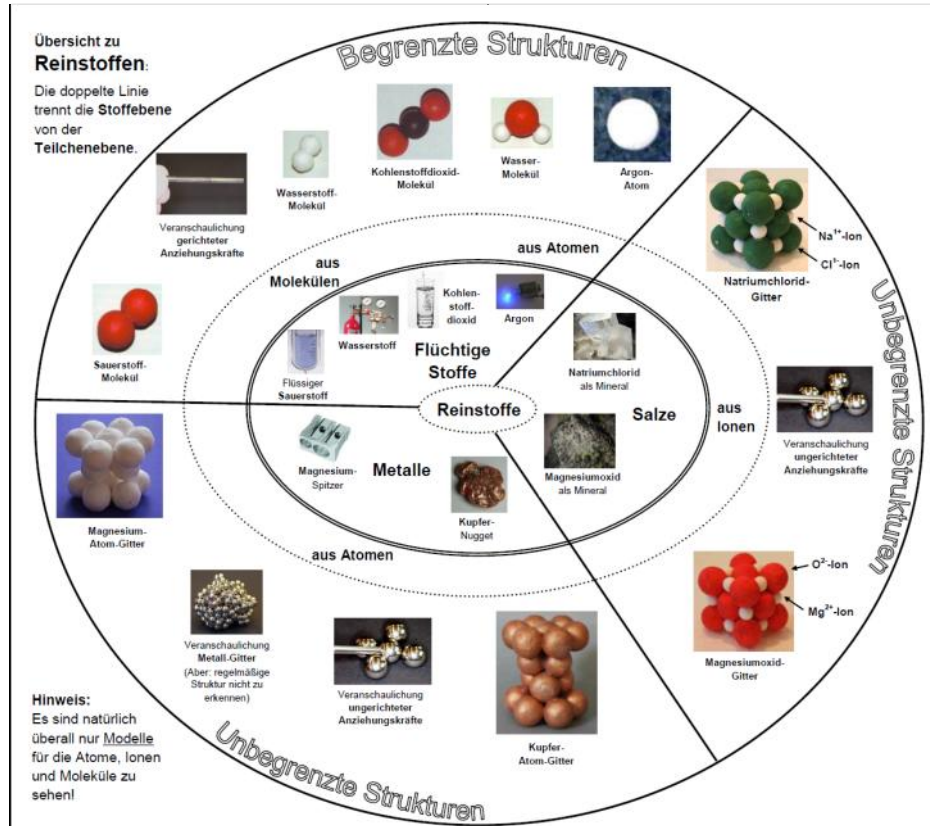 Übersicht zu
Reinstoffen:
Die doppelte Linie
trennt die Stoffebene
von der
Teilchenebene.
Begrenzte Strukturen
Kohlenstoffdioxid-
Molekül
Wasser-
Molekül
Argon-
Atom
Wasserstoff-
Molekül
Veranschaulichung
gerichteter
Anziehungskräfte
Sauerstoff-
Molekül
aus
Molekülen
aus Atomen
Na¹⁺-Ion
Cl¹⁻-Ion
Natriumchlorid-
Gitter
Unbegrenzte Strukturen
Kohlen-
stoff-
dioxid
Argon
Wasserstoff
Flüssiger
Sauerstoff
Flüchtige
Stoffe
Natriumchlorid
als Mineral
Reinstoffe
Salze
aus
Ionen
Veranschaulichung
ungerichteter
Anziehungskräfte
Magnesiumoxid
als Mineral
Magnesium-
Spitzer
Metalle
Kupfer-
Nugget
Magnesium-
Atom-Gitter
aus Atomen
O²⁻-Ion
Mg²⁺-Ion
Magnesiumoxid-
Gitter
Veranschaulichung
Metall-Gitter
(Aber: regelmäßige
Struktur nicht zu
erkennen)
Veranschaulichung
ungerichteter
Anziehungskräfte
Kupfer-
Atom-Gitter
Unbegrenzte Strukturen
Hinweis:
Es sind natürlich
überall nur Modelle
für die Atome, Ionen
und Moleküle zu
sehen!